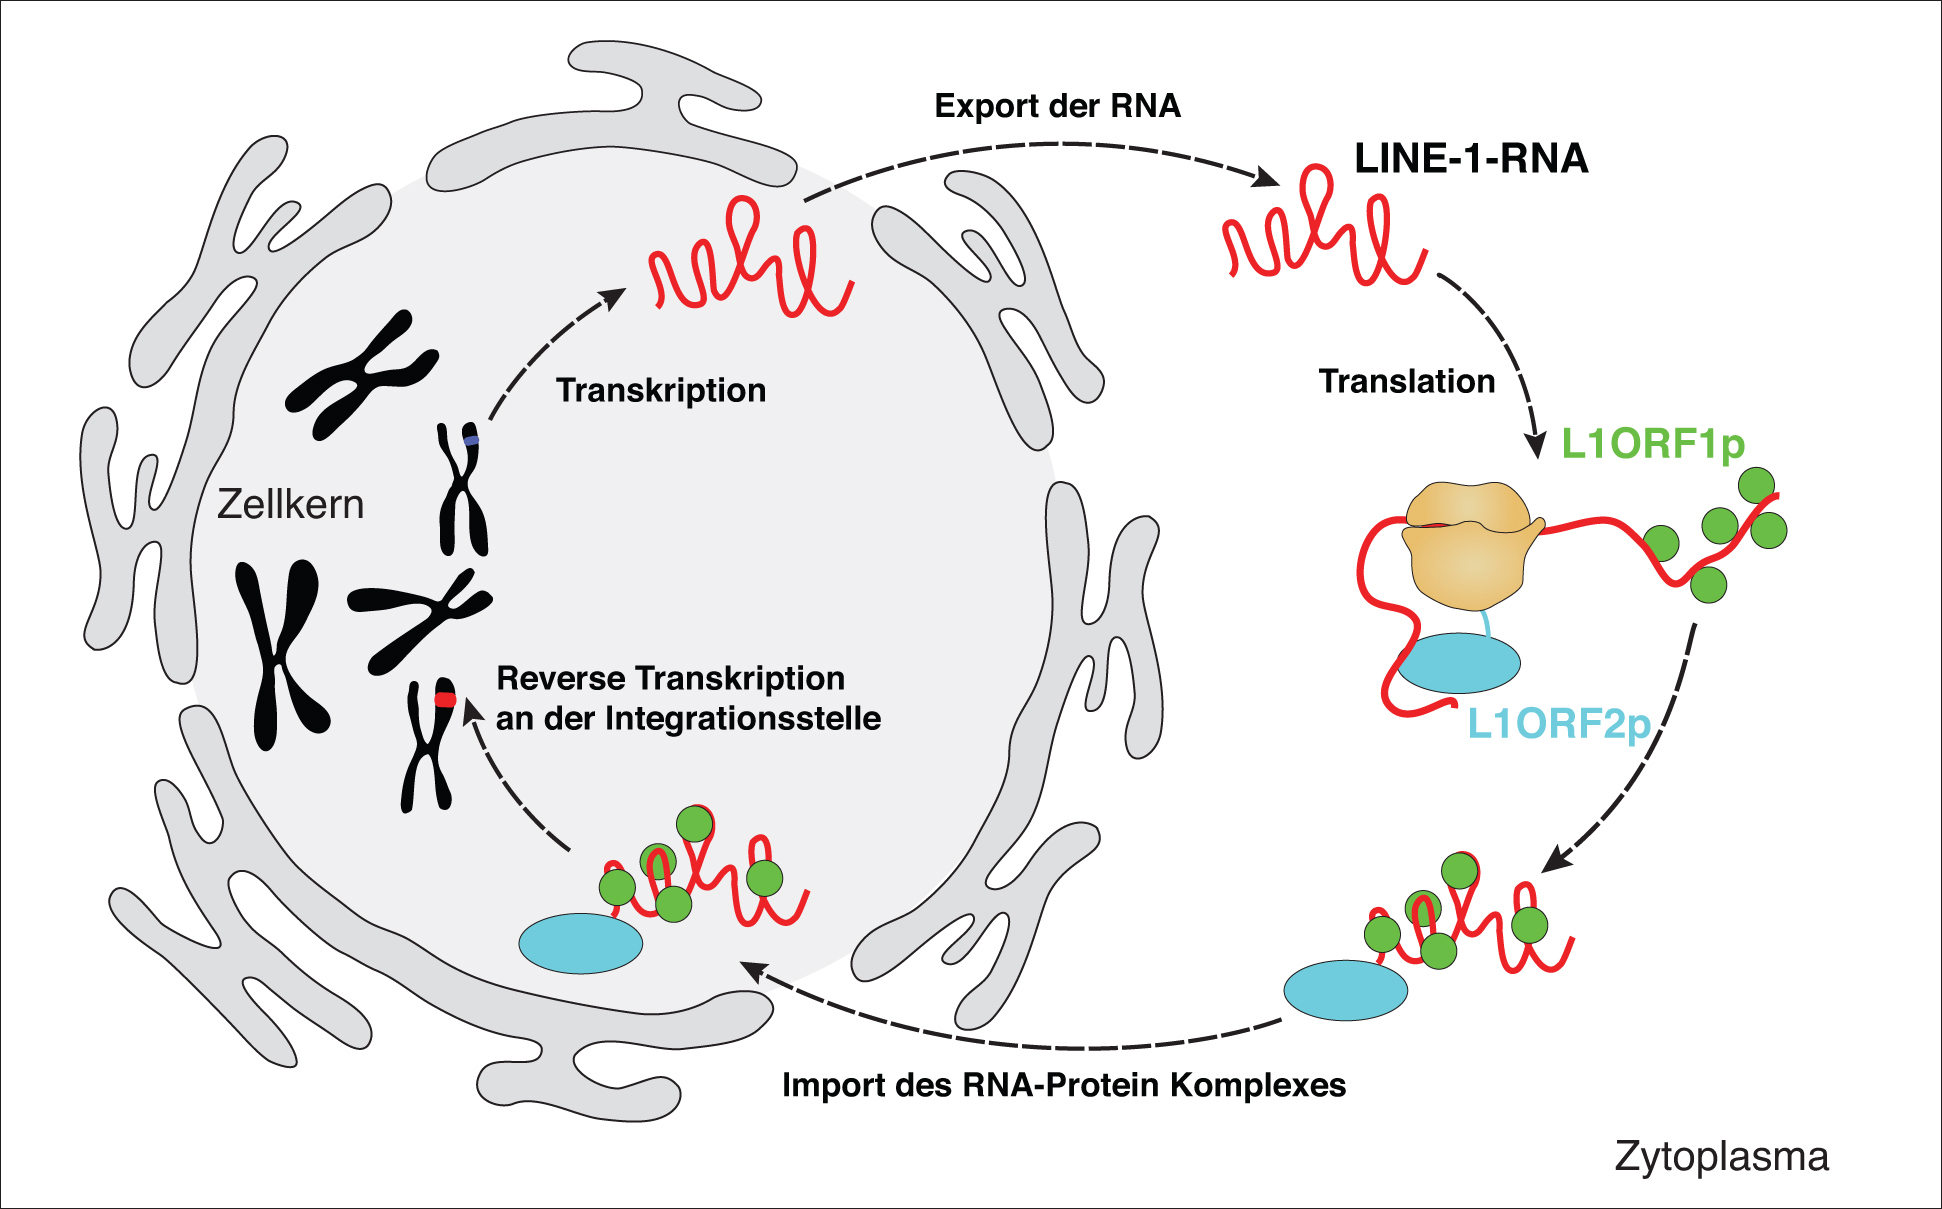 Export der RNA
LINE-1-RNA
Transkription
Translation
L1ORF1p
Zellkern
Reverse Transkription
an der Integrationsstelle
L1ORF2p
Import des RNA-Protein Komplexes
Zytoplasma